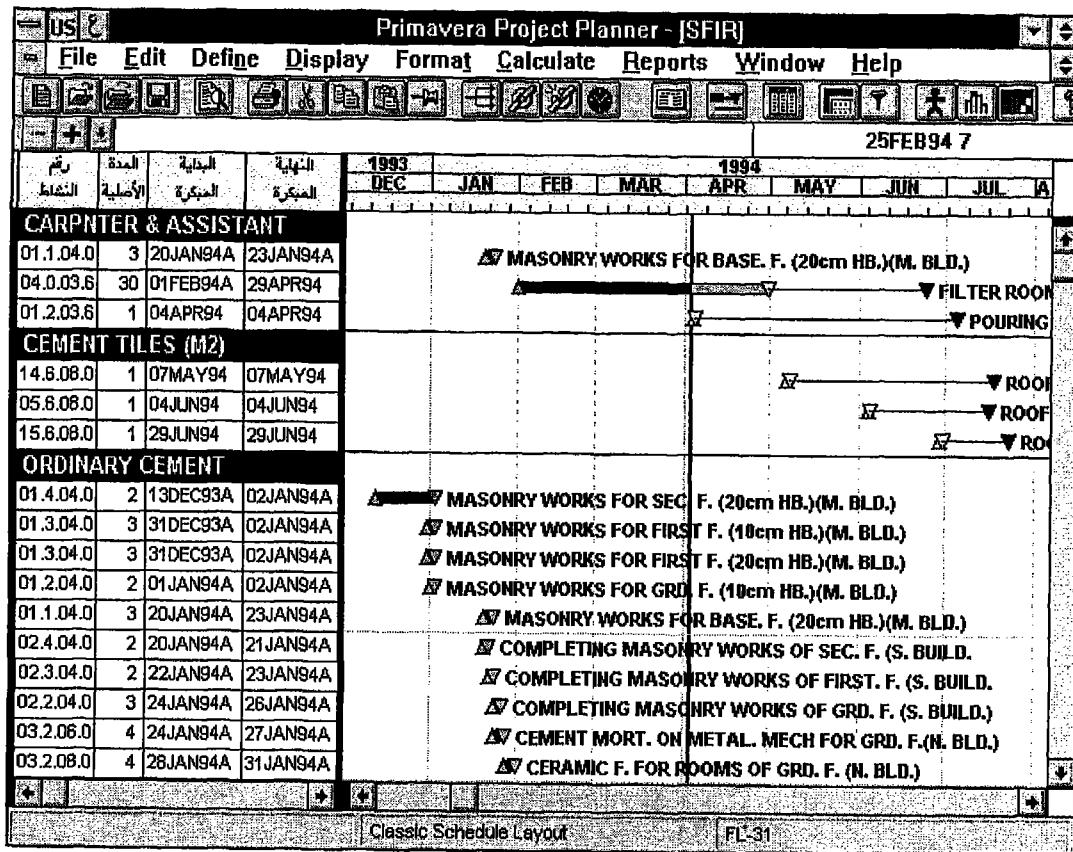 US
Primavera Project Planner - [SFIR]
File Edit Define Display Format Calculate Reports Window Help
25FEB94 7
رقم النشاط
المدة الأصلية
البداية المبكرة
النهاية المبكرة
1993 1994
DEC JAN FEB MAR APR MAY JUN JUL A
CARPNTER & ASSISTANT
01.1.04.0 3 20JAN94A 23JAN94A MASONRY WORKS FOR BASE. F. (20cm HB.)(M. BLD.)
04.0.03.6 30 01FEB94A 29APR94 FILTER ROOM
01.2.03.6 1 04APR94 04APR94 POURING
CEMENT TILES (M2)
14.6.08.0 1 07MAY94 07MAY94 ROOF
05.6.08.0 1 04JUN94 04JUN94 ROOF
15.6.08.0 1 29JUN94 29JUN94 ROO
ORDINARY CEMENT
01.4.04.0 2 13DEC93A 02JAN94A MASONRY WORKS FOR SEC. F. (20cm HB.)(M. BLD.)
01.3.04.0 3 31DEC93A 02JAN94A MASONRY WORKS FOR FIRST F. (10cm HB.)(M. BLD.)
01.3.04.0 3 31DEC93A 02JAN94A MASONRY WORKS FOR FIRST F. (20cm HB.)(M. BLD.)
01.2.04.0 2 01JAN94A 02JAN94A MASONRY WORKS FOR GRD. F. (10cm HB.)(M. BLD.)
01.1.04.0 3 20JAN94A 23JAN94A MASONRY WORKS FOR BASE. F. (20cm HB.)(M. BLD.)
02.4.04.0 2 20JAN94A 21JAN94A COMPLETING MASONRY WORKS OF SEC. F. (S. BUILD.
02.3.04.0 2 22JAN94A 23JAN94A COMPLETING MASONRY WORKS OF FIRST. F. (S. BUILD.
02.2.04.0 3 24JAN94A 26JAN94A COMPLETING MASONRY WORKS OF GRD. F. (S. BUILD.)
03.2.06.0 4 24JAN94A 27JAN94A CEMENT MORT. ON METAL. MECH FOR GRD. F.(N. BLD.)
03.2.08.0 4 28JAN94A 31JAN94A CERAMIC F. FOR ROOMS OF GRD. F. (N. BLD.)
Classic Schedule Layout FL-31